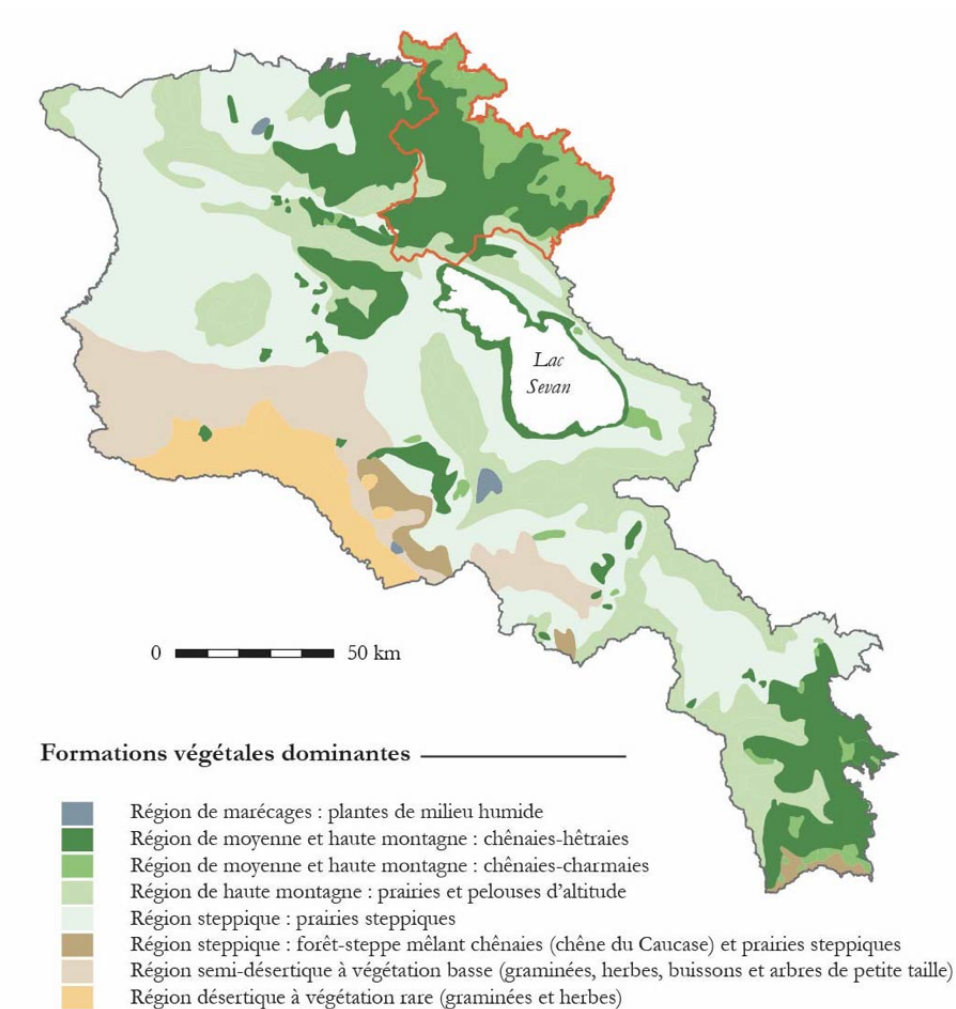 Lac
Sevan
0 50 km
Formations végétales dominantes
Région de marécages : plantes de milieu humide
Région de moyenne et haute montagne : chênaies-hêtraies
Région de moyenne et haute montagne : chênaies-charmaies
Région de haute montagne : prairies et pelouses d’altitude
Région steppique : prairies steppiques
Région steppique : forêt-steppe mêlant chênaies (chêne du Caucase) et prairies steppiques
Région semi-désertique à végétation basse (graminées, herbes, buissons et arbres de petite taille)
Région désertique à végétation rare (graminées et herbes)